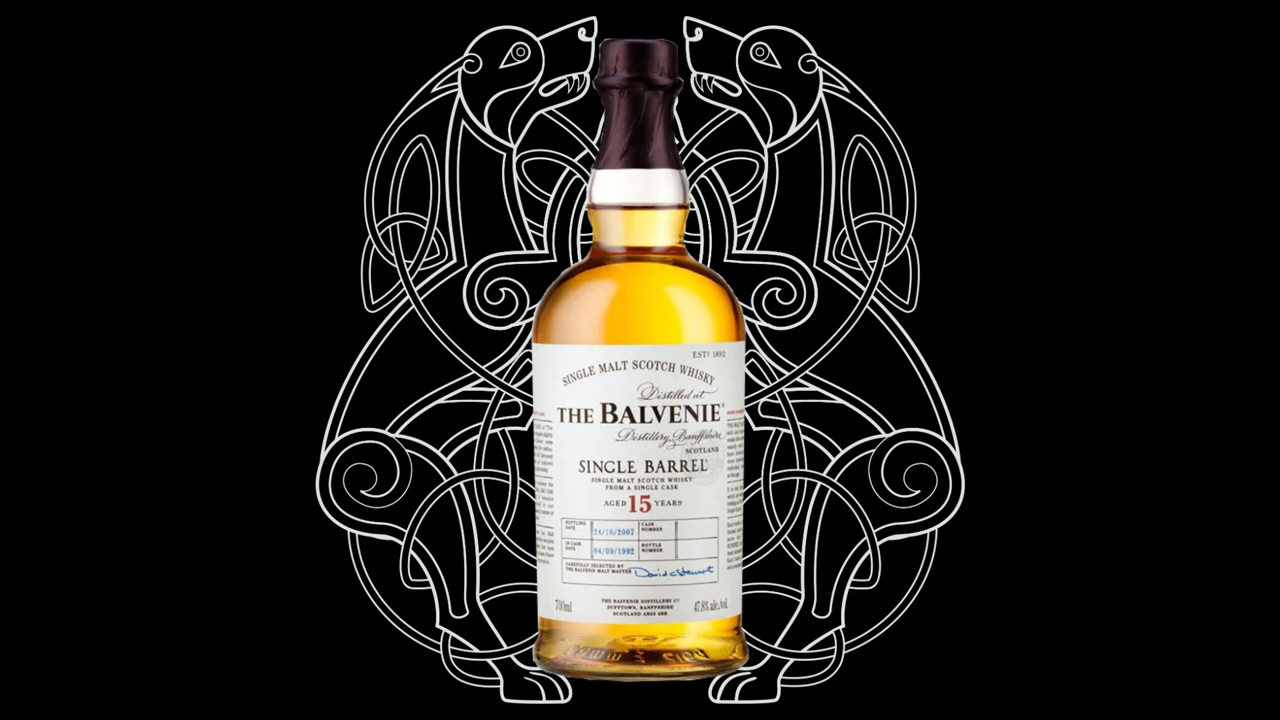 ESTD 1892
SINGLE MALT SCOTCH WHISKY
Distilled at
THE BALVENIE®
Distillery, Banffshire
SCOTLAND
SINGLE BARREL
SINGLE MALT SCOTCH WHISKY
FROM A SINGLE CASK
AGED 15 YEARS
BOTTLING DATE 24/10/2007 CASK NUMBER
IN CASK DATE 04/09/1992 BOTTLE NUMBER
CAREFULLY SELECTED BY
THE BALVENIE MALT MASTER David C Stewart
700ml
THE BALVENIE DISTILLERY Co
DUFFTOWN, BANFFSHIRE
SCOTLAND AB55 4BB
47.8% alc./vol.